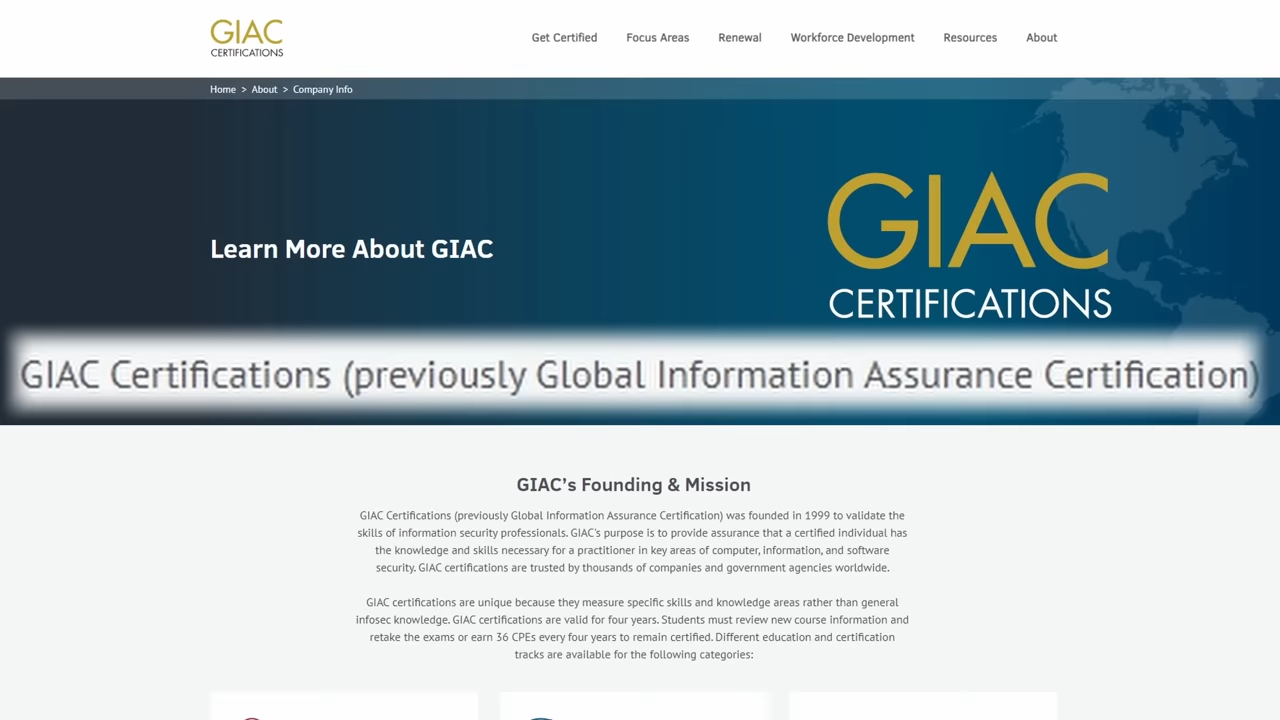 GIAC
CERTIFICATIONS
Get Certified Focus Areas Renewal Workforce Development Resources About
Home > About > Company Info
GIAC
CERTIFICATIONS
Learn More About GIAC
GIAC Certifications (previously Global Information Assurance Certification)
GIAC's Founding & Mission
GIAC Certifications (previously Global Information Assurance Certification) was founded in 1999 to validate the
skills of information security professionals. GIAC's purpose is to provide assurance that a certified individual has
the knowledge and skills necessary for a practitioner in key areas of computer, information, and software
security. GIAC certifications are trusted by thousands of companies and government agencies worldwide.
GIAC certifications are unique because they measure specific skills and knowledge areas rather than general
infosec knowledge. GIAC certifications are valid for four years. Students must review new course information and
retake the exams or earn 36 CPEs every four years to remain certified. Different education and certification
tracks are available for the following categories: